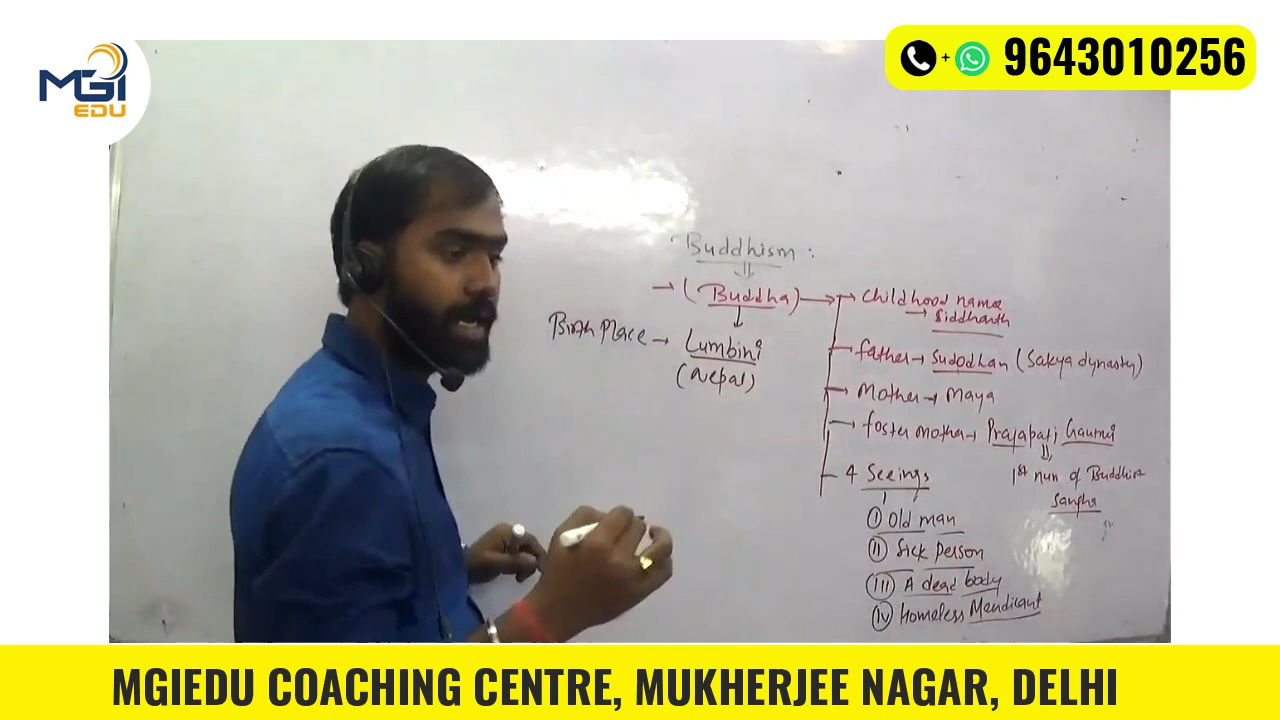 MGI
EDU
+ 9643010256
Buddhism :
→ (Buddha) → → Childhood name
→ Siddharth
Birth Place → Lumbini
(Nepal)
father → Sudodhan (Sakya dynasty)
Mother → Maya
foster mother → Prajapati Gautmi
1st nun of Buddhist
Sangha
4 Seeings
(i) Old man
(ii) Sick person
(iii) A dead body
(iv) Homeless Mendicant
MGIEDU COACHING CENTRE, MUKHERJEE NAGAR, DELHI